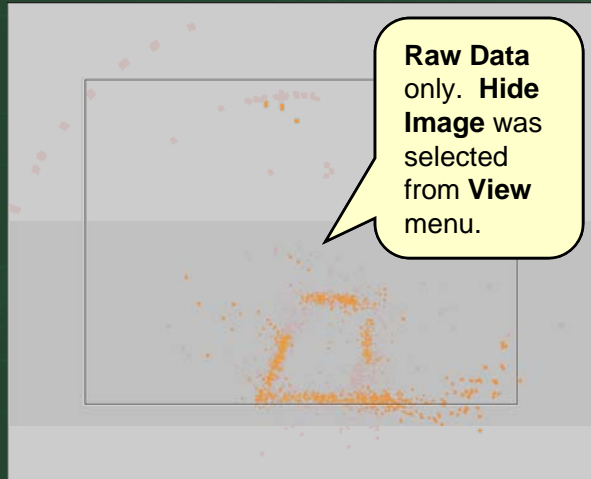 Raw Data
only.  Hide
Image was
selected
from View
menu.